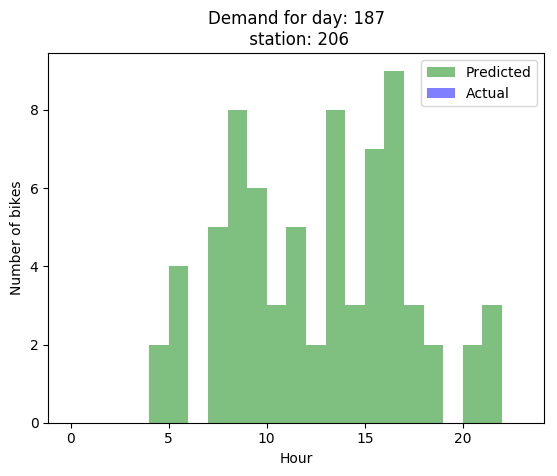 Demand for day: 187
station: 206
Predicted
Actual
Number of bikes
8
6
4
2
0
0
5
10
15
20
Hour